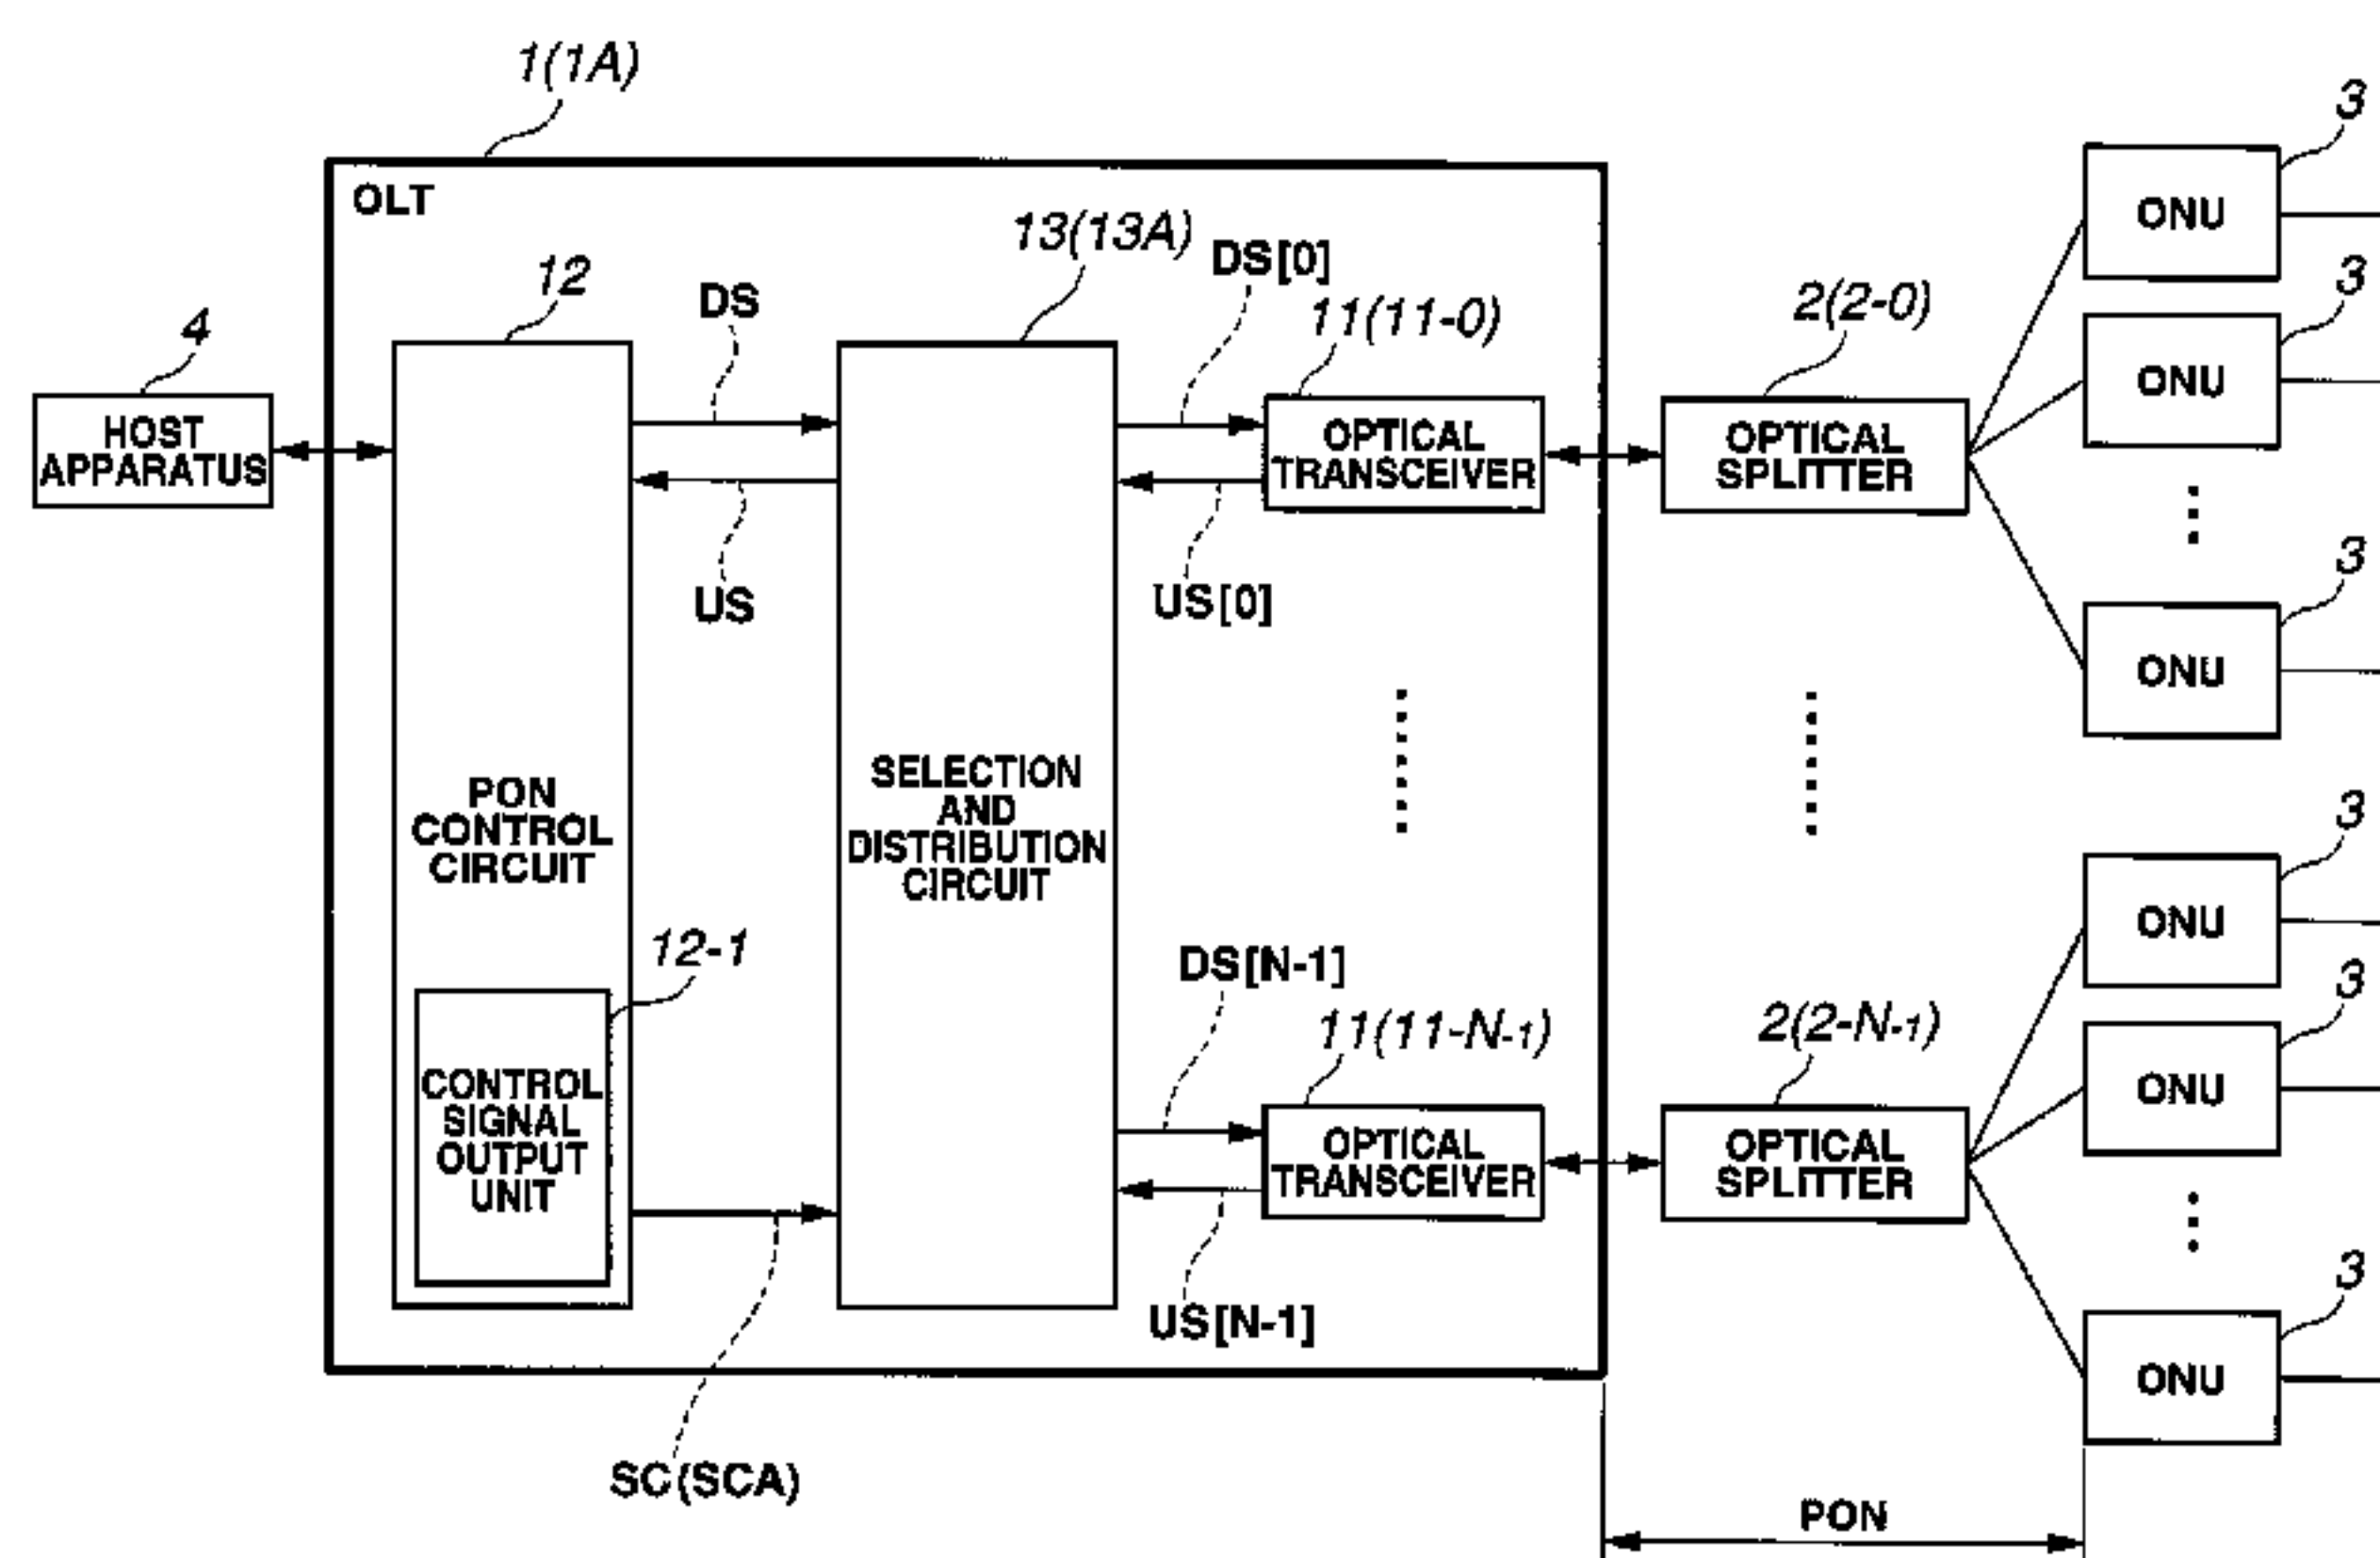 1(1A)
3
OLT
ONU
13(13A)
DS[0]
12
DS
3
4
11(11-0)
2(2-0)
ONU
HOST
APPARATUS
OPTICAL
TRANSCEIVER
OPTICAL
SPLITTER
US
US[0]
3
ONU
PON
CONTROL
CIRCUIT
SELECTION
AND
DISTRIBUTION
CIRCUIT
3
ONU
12-1
DS[N-1]
3
11(11-N-1)
2(2-N-1)
ONU
CONTROL
SIGNAL
OUTPUT
UNIT
OPTICAL
TRANSCEIVER
OPTICAL
SPLITTER
3
US[N-1]
ONU
SC(SCA)
PON